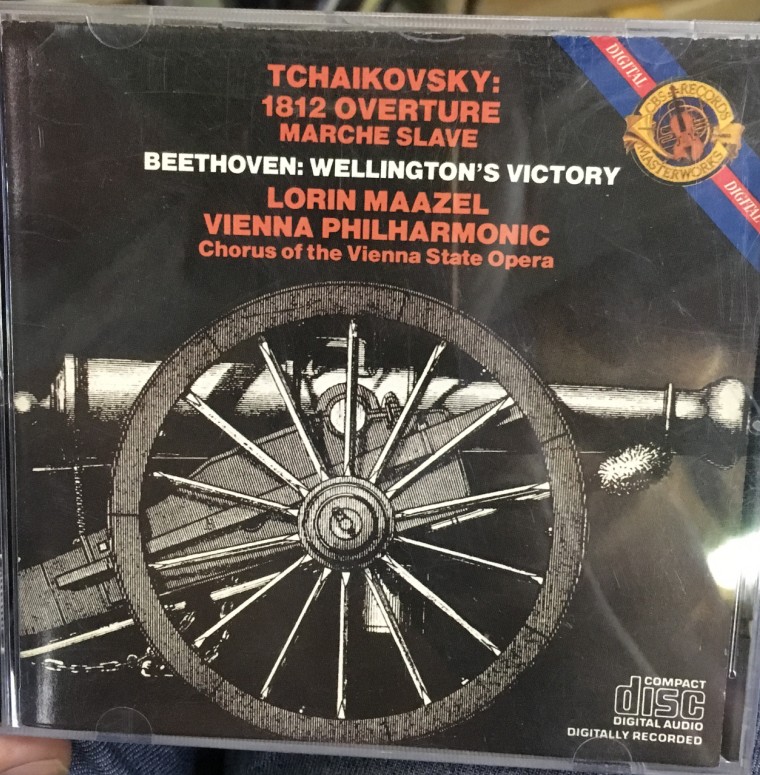 TCHAIKOVSKY:
1812 OVERTURE
MARCHE SLAVE
BEETHOVEN: WELLINGTON'S VICTORY
LORIN MAAZEL
VIENNA PHILHARMONIC
Chorus of the Vienna State Opera
DIGITAL
CBS RECORDS
MASTERWORKS
DIGITAL
COMPACT
disc
DIGITAL AUDIO
DIGITALLY RECORDED